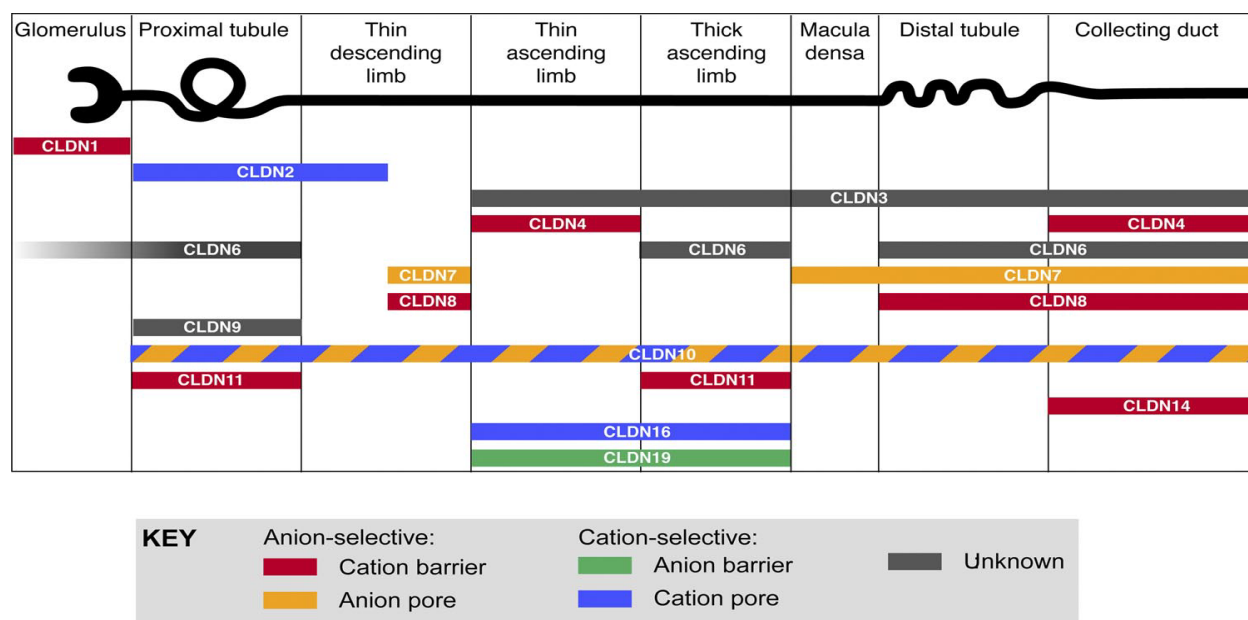 Glomerulus
Proximal tubule
Thin
descending
limb
Thin
ascending
limb
Thick
ascending
limb
Macula
densa
Distal tubule
Collecting duct
CLDN1
CLDN2
CLDN3
CLDN4
CLDN4
CLDN6
CLDN6
CLDN6
CLDN7
CLDN7
CLDN8
CLDN8
CLDN9
CLDN10
CLDN11
CLDN11
CLDN14
CLDN16
CLDN19
KEY
Anion-selective:
Cation barrier
Anion pore
Cation-selective:
Anion barrier
Cation pore
Unknown